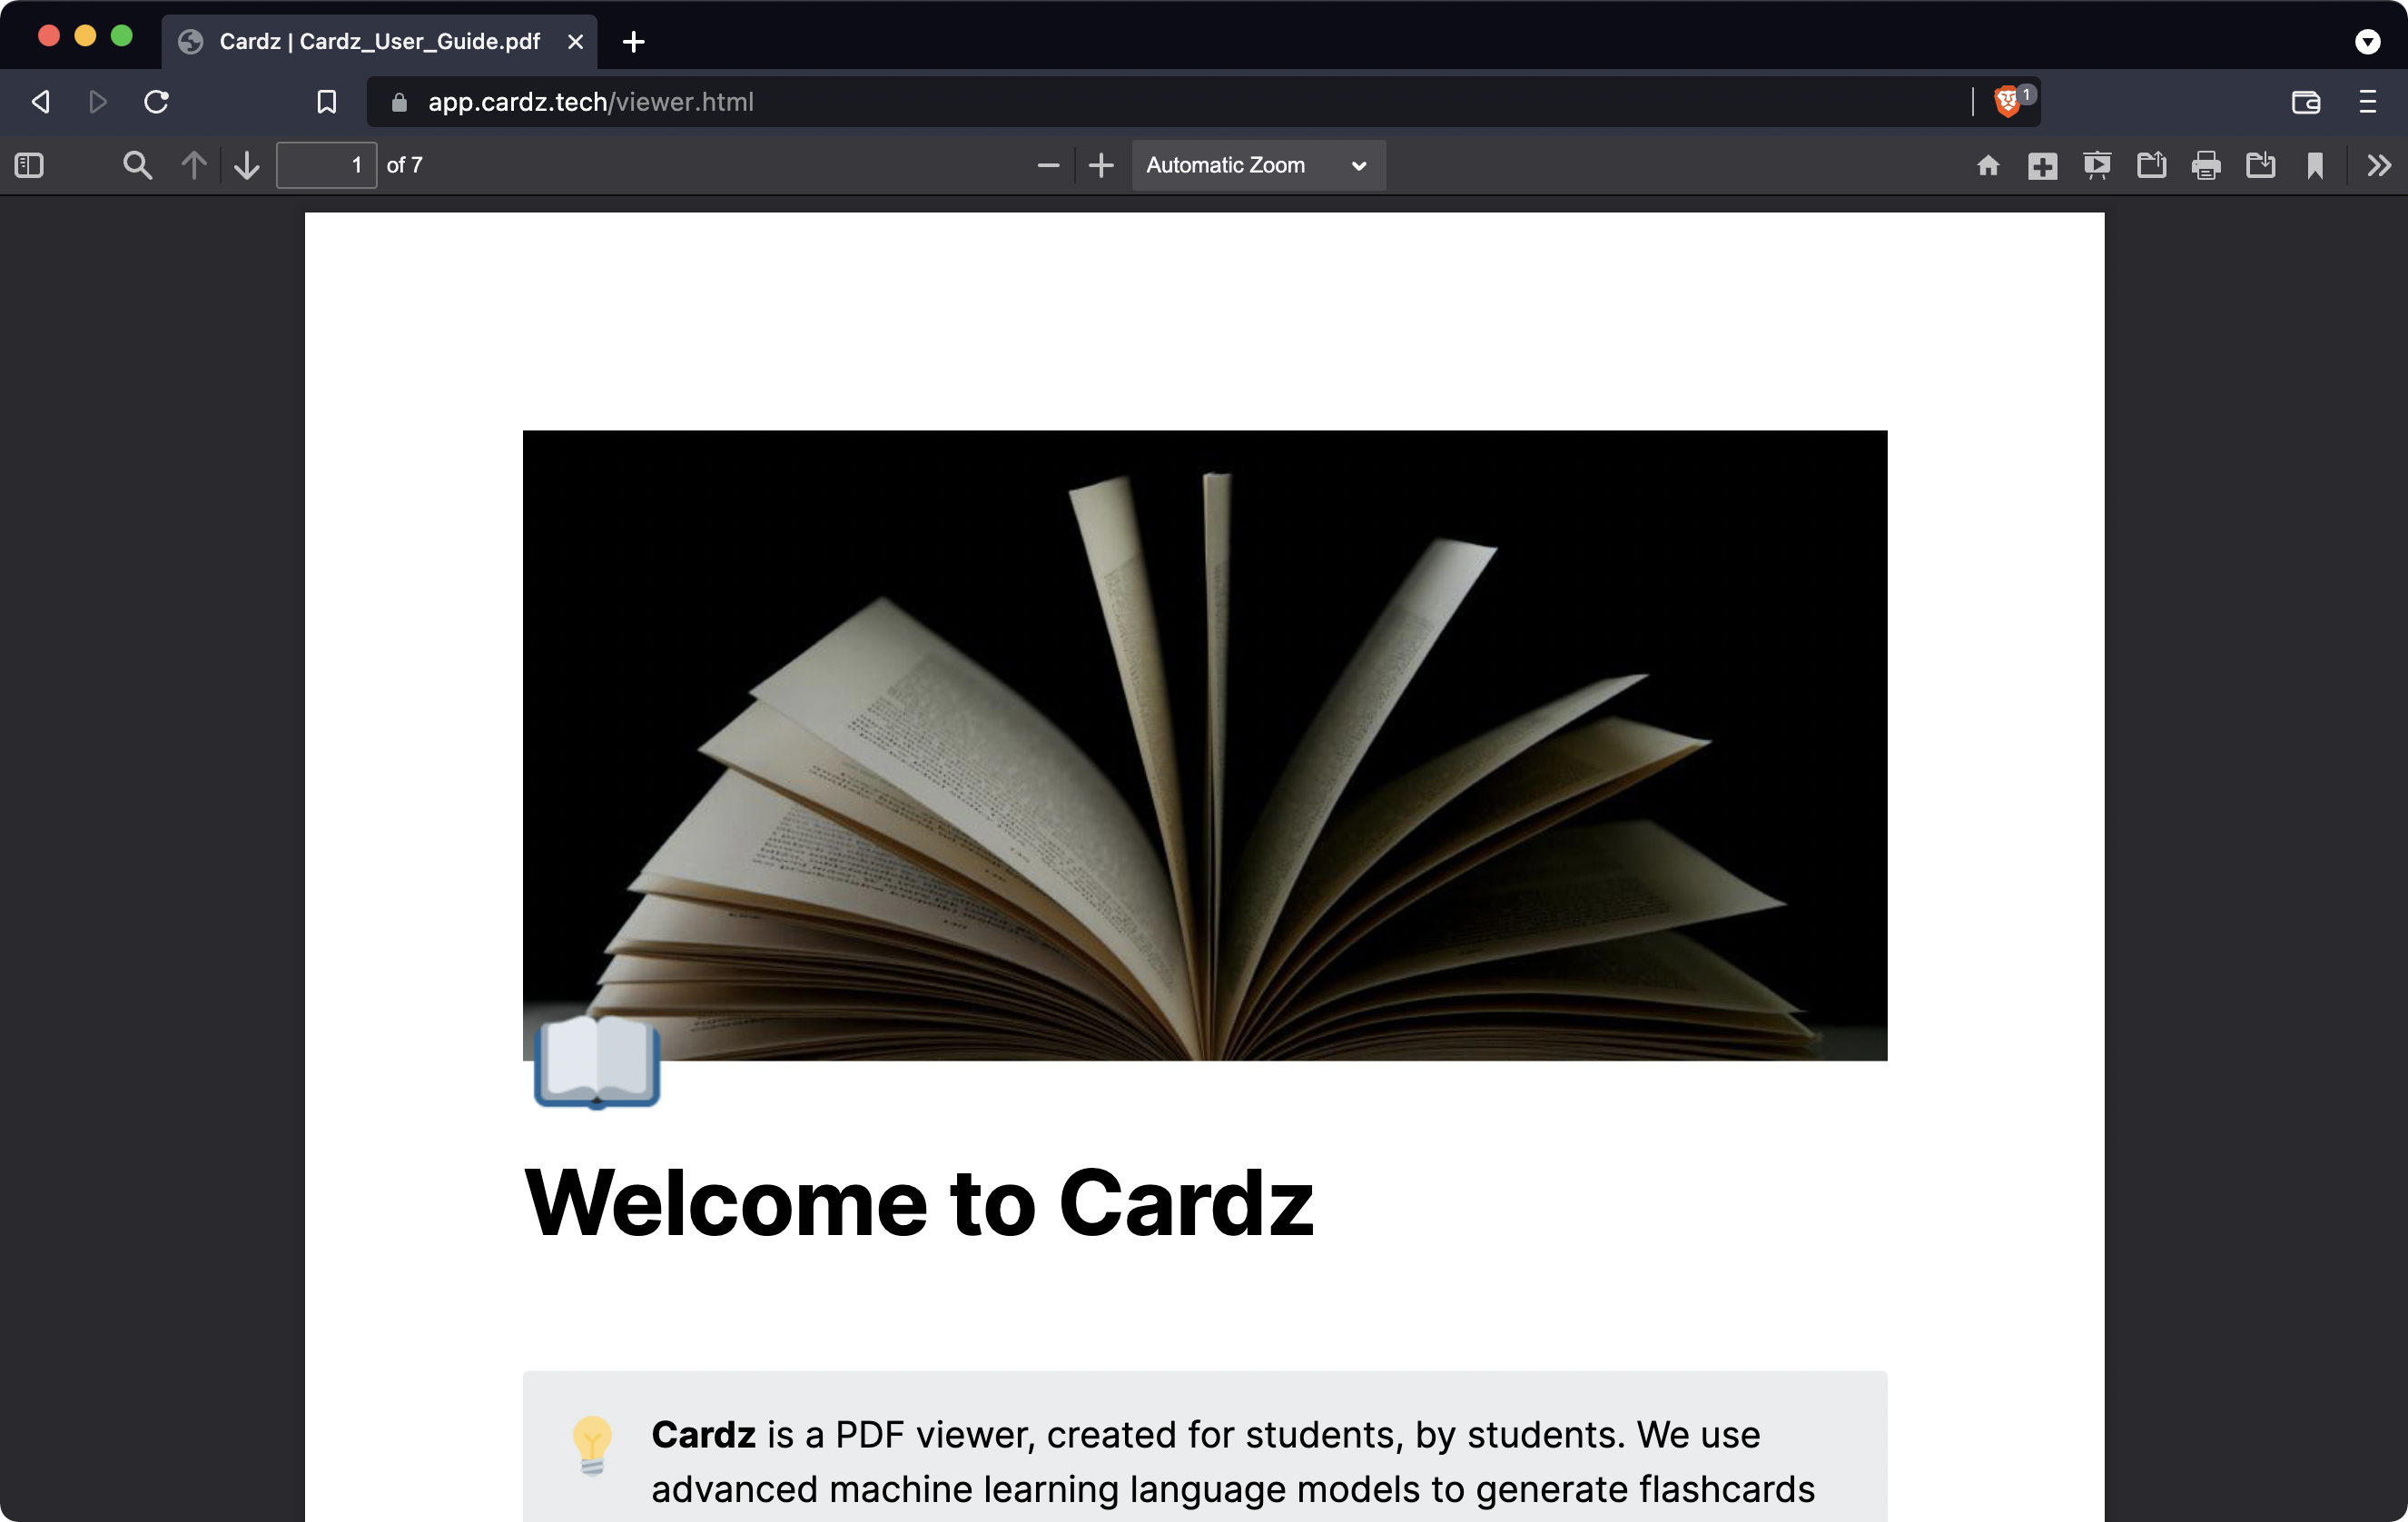 Cardz | Cardz_User_Guide.pdf
app.cardz.tech/viewer.html
1
1 of 7
Automatic Zoom
Welcome to Cardz
Cardz is a PDF viewer, created for students, by students. We use
advanced machine learning language models to generate flashcards